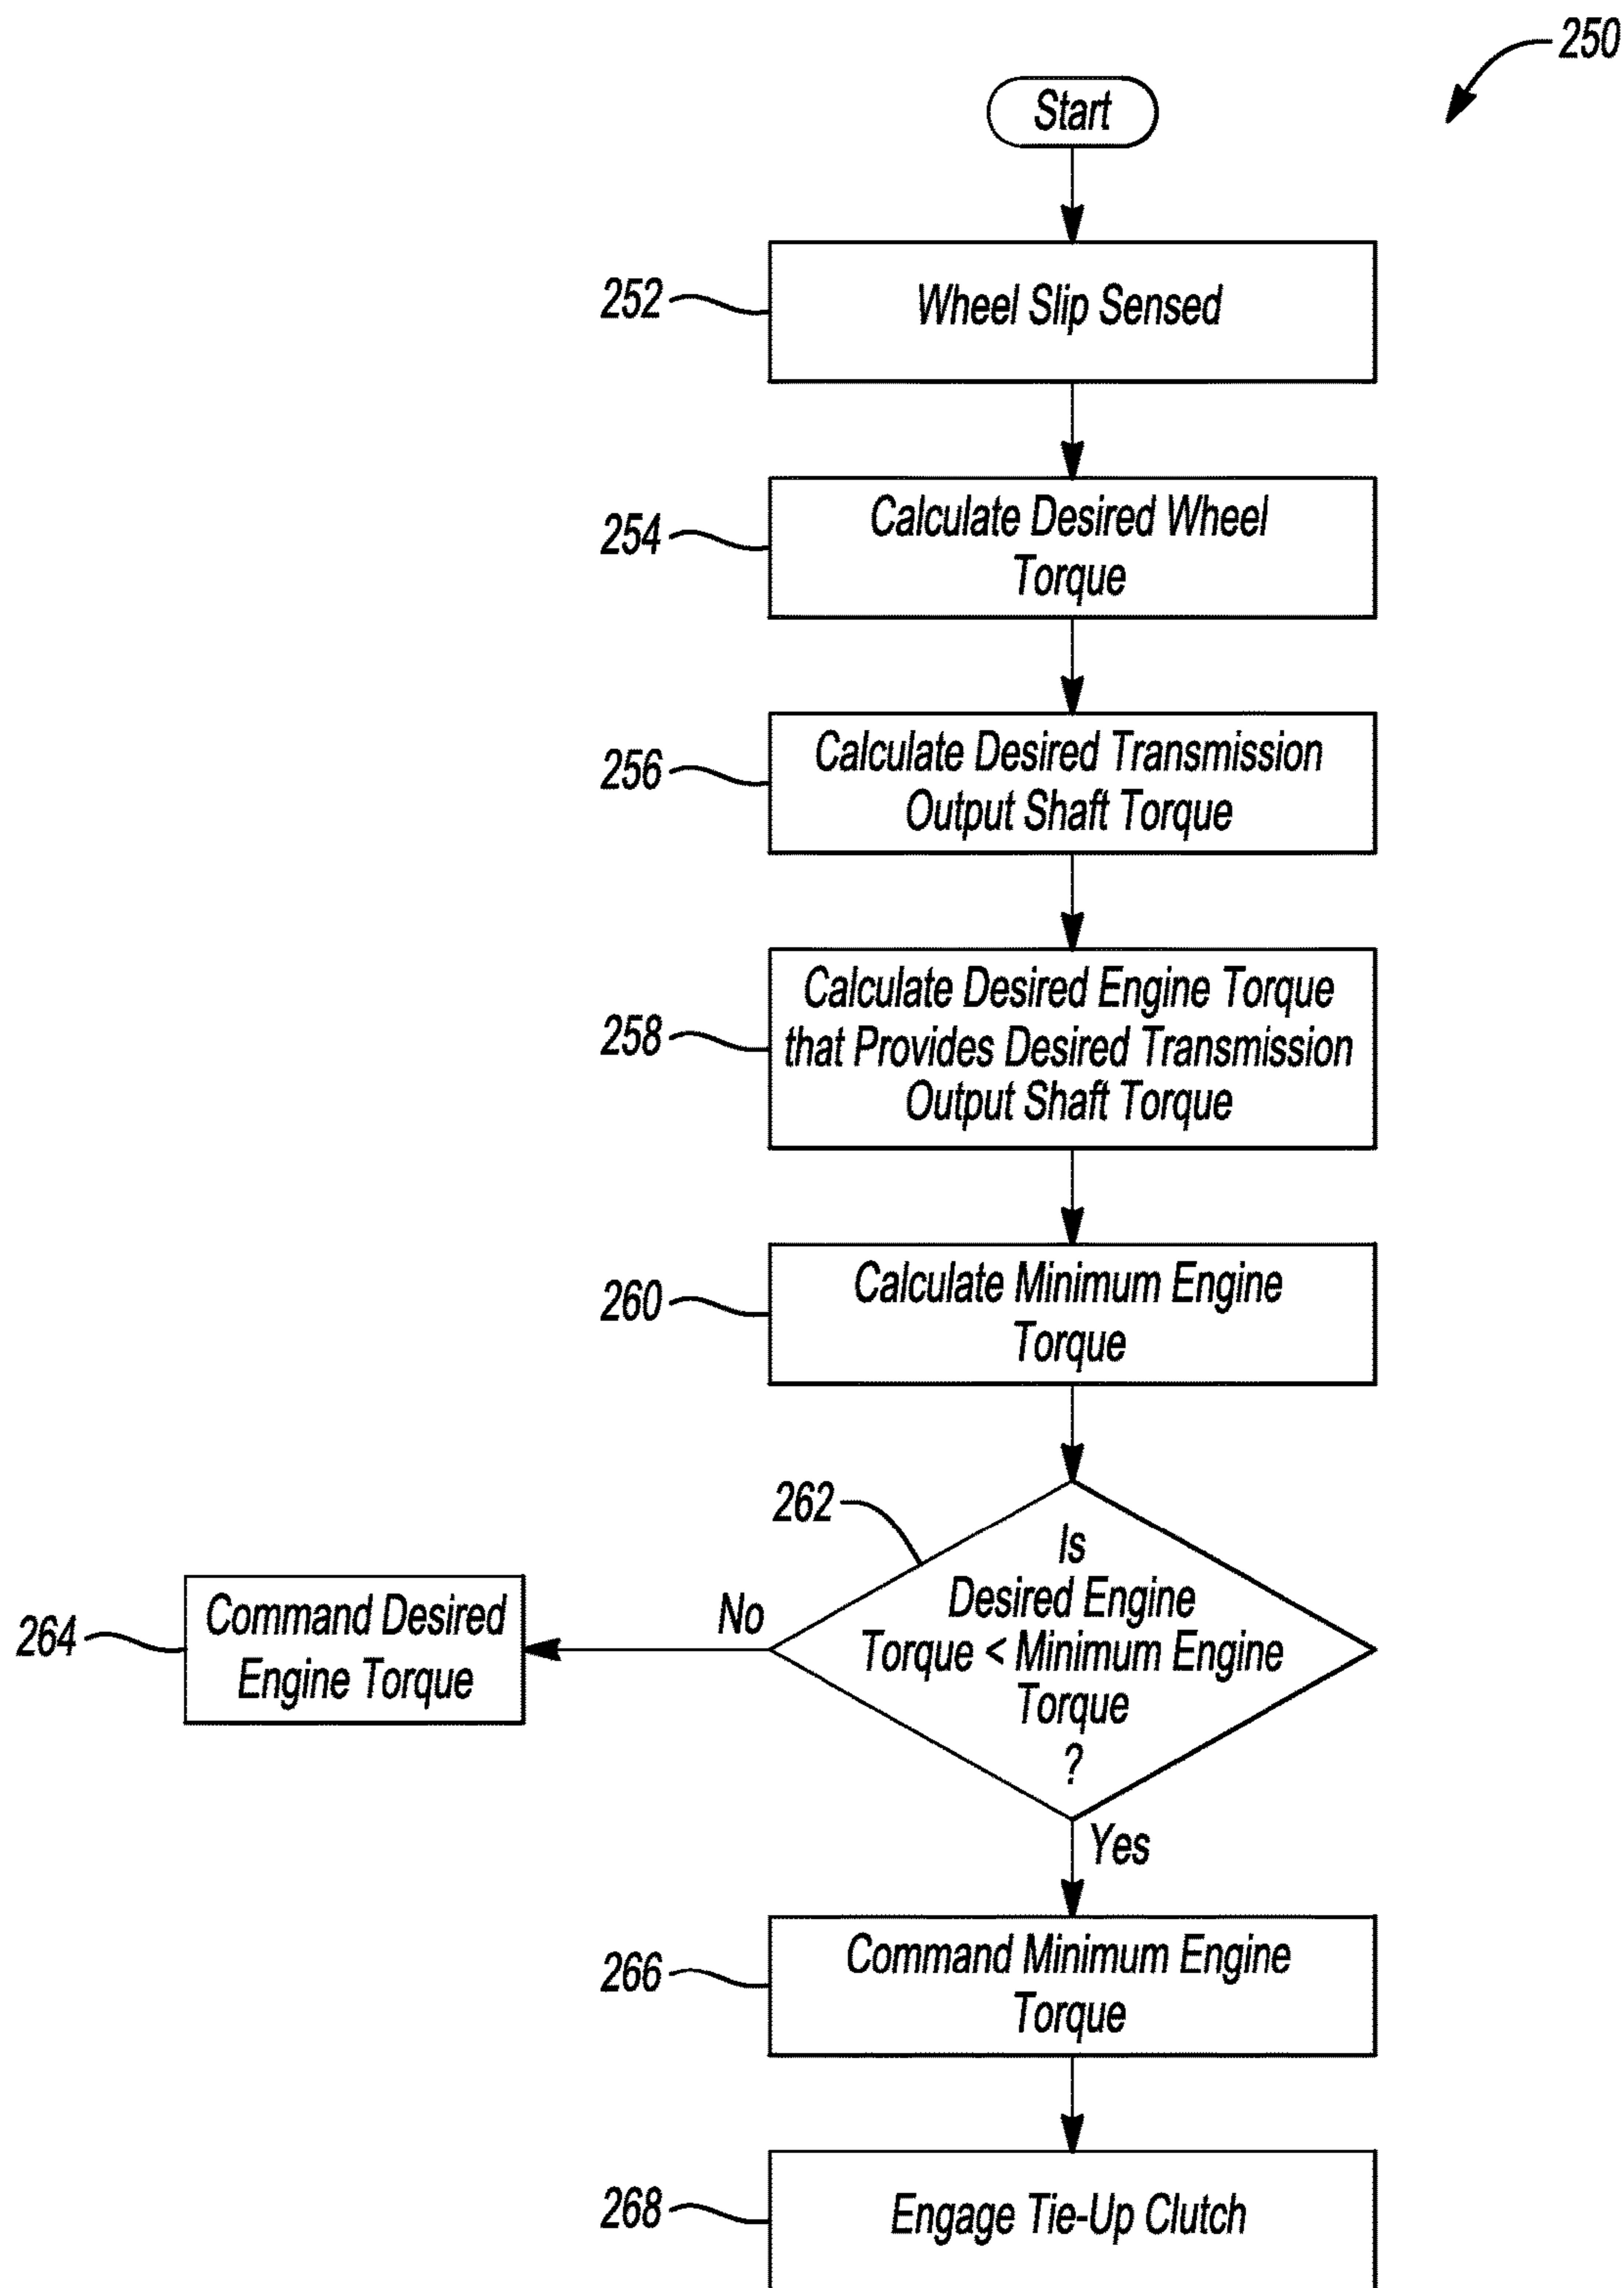 250
Start
252
Wheel Slip Sensed
254
Calculate Desired Wheel
Torque
256
Calculate Desired Transmission
Output Shaft Torque
258
Calculate Desired Engine Torque
that Provides Desired Transmission
Output Shaft Torque
260
Calculate Minimum Engine
Torque
262
Is
Desired Engine
Torque < Minimum Engine
Torque
?
No
264
Command Desired
Engine Torque
Yes
266
Command Minimum Engine
Torque
268
Engage Tie-Up Clutch